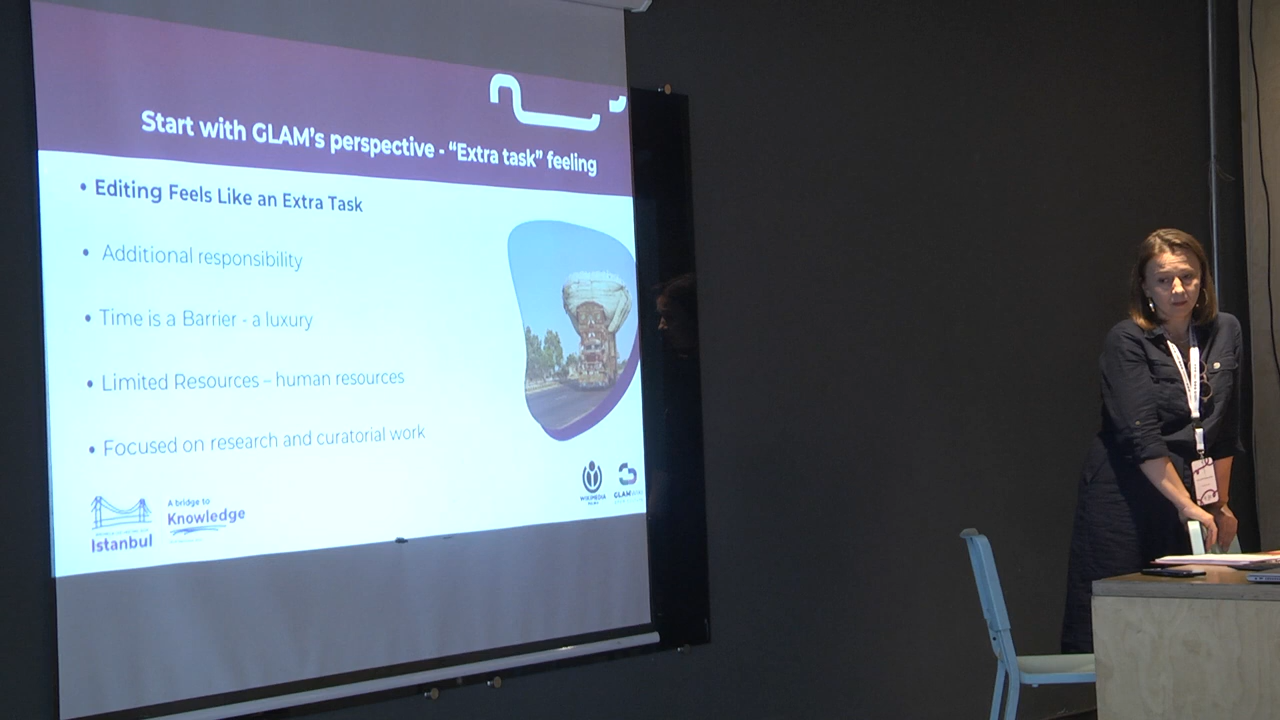 Start with GLAM's perspective - “Extra task” feeling
• Editing Feels Like an Extra Task
• Additional responsibility
• Time is a Barrier - a luxury
• Limited Resources – human resources
• Focused on research and curatorial work
Istanbul
A bridge to
Knowledge
WIKIMEDIA
GLAM